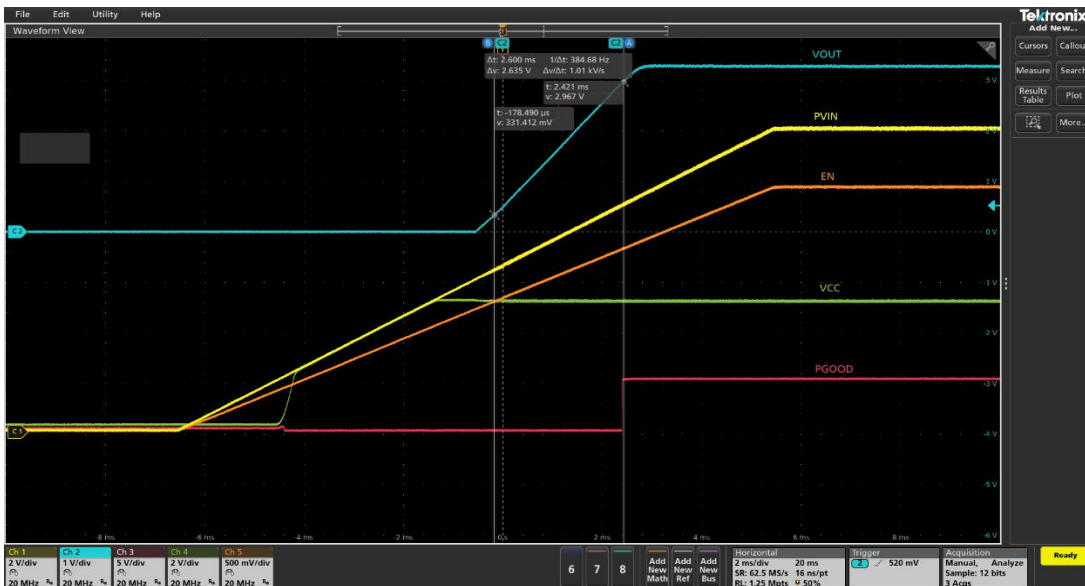 File Edit Utility Help
Tektronix
Waveform View
Add New...
Cursors Callou
Measure Search
Results Table Plot
More...
B C2 C2 A
Δt: 2.600 ms 1/Δt: 384.68 Hz
Δv: 2.635 V Δv/Δt: 1.01 kV/s
t: 2.421 ms
v: 2.967 V
t: -178.490 µs
v: 331.412 mV
VOUT
3 V
PVIN
2 V
EN
1 V
C 2
0 V
VCC
-1 V
-2 V
PGOOD
-3 V
C 1
-4 V
-5 V
-6 V
-8 ms -6 ms -4 ms -2 ms 0s 2 ms 4 ms 6 ms 8 ms
Ch 1
2 V/div
20 MHz
Ch 2
1 V/div
20 MHz
Ch 3
5 V/div
20 MHz
Ch 4
2 V/div
20 MHz
Ch 5
500 mV/div
20 MHz
6 7 8
Add New Math
Add New Ref
Add New Bus
Horizontal
2 ms/div 20 ms
SR: 62.5 MS/s 16 ns/pt
RL: 1.25 Mpts 50%
Trigger
2 520 mV
Acquisition
Manual, Analyze
Sample: 12 bits
3 Acqs
Ready